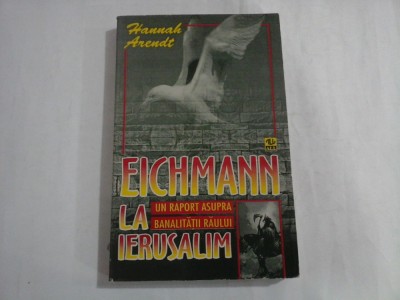 Hannah
Arendt
EICHMANN
LA
UN RAPORT ASUPRA
BANALITĂȚII RĂULUI
IERUSALIM